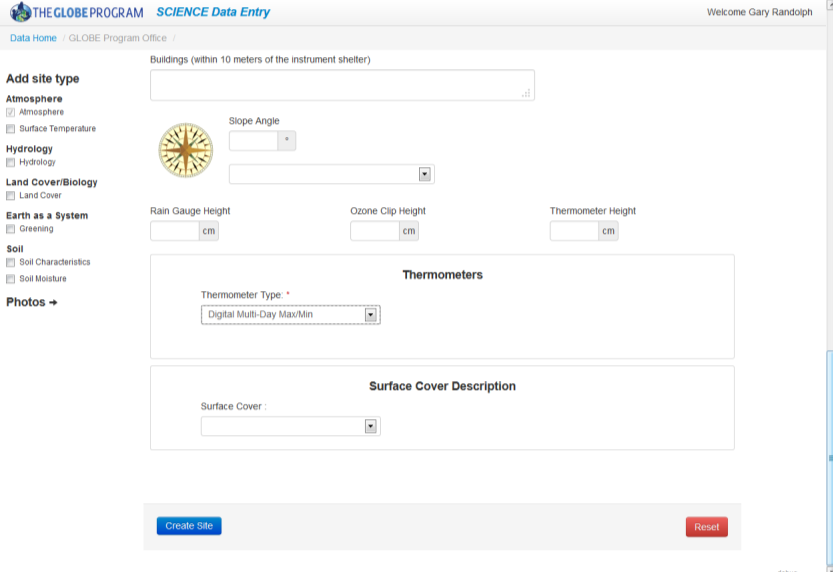 THE GLOBE PROGRAM SCIENCE Data Entry
Welcome Gary Randolph
Data Home / GLOBE Program Office /
Buildings (within 10 meters of the instrument shelter)
Add site type
Atmosphere
Atmosphere
Surface Temperature
Hydrology
Hydrology
Land Cover/Biology
Land Cover
Earth as a System
Greening
Soil
Soil Characteristics
Soil Moisture
Photos →
Slope Angle
°
Rain Gauge Height
cm
Ozone Clip Height
cm
Thermometer Height
cm
Thermometers
Thermometer Type: *
Digital Multi-Day Max/Min
Surface Cover Description
Surface Cover :
Create Site
Reset